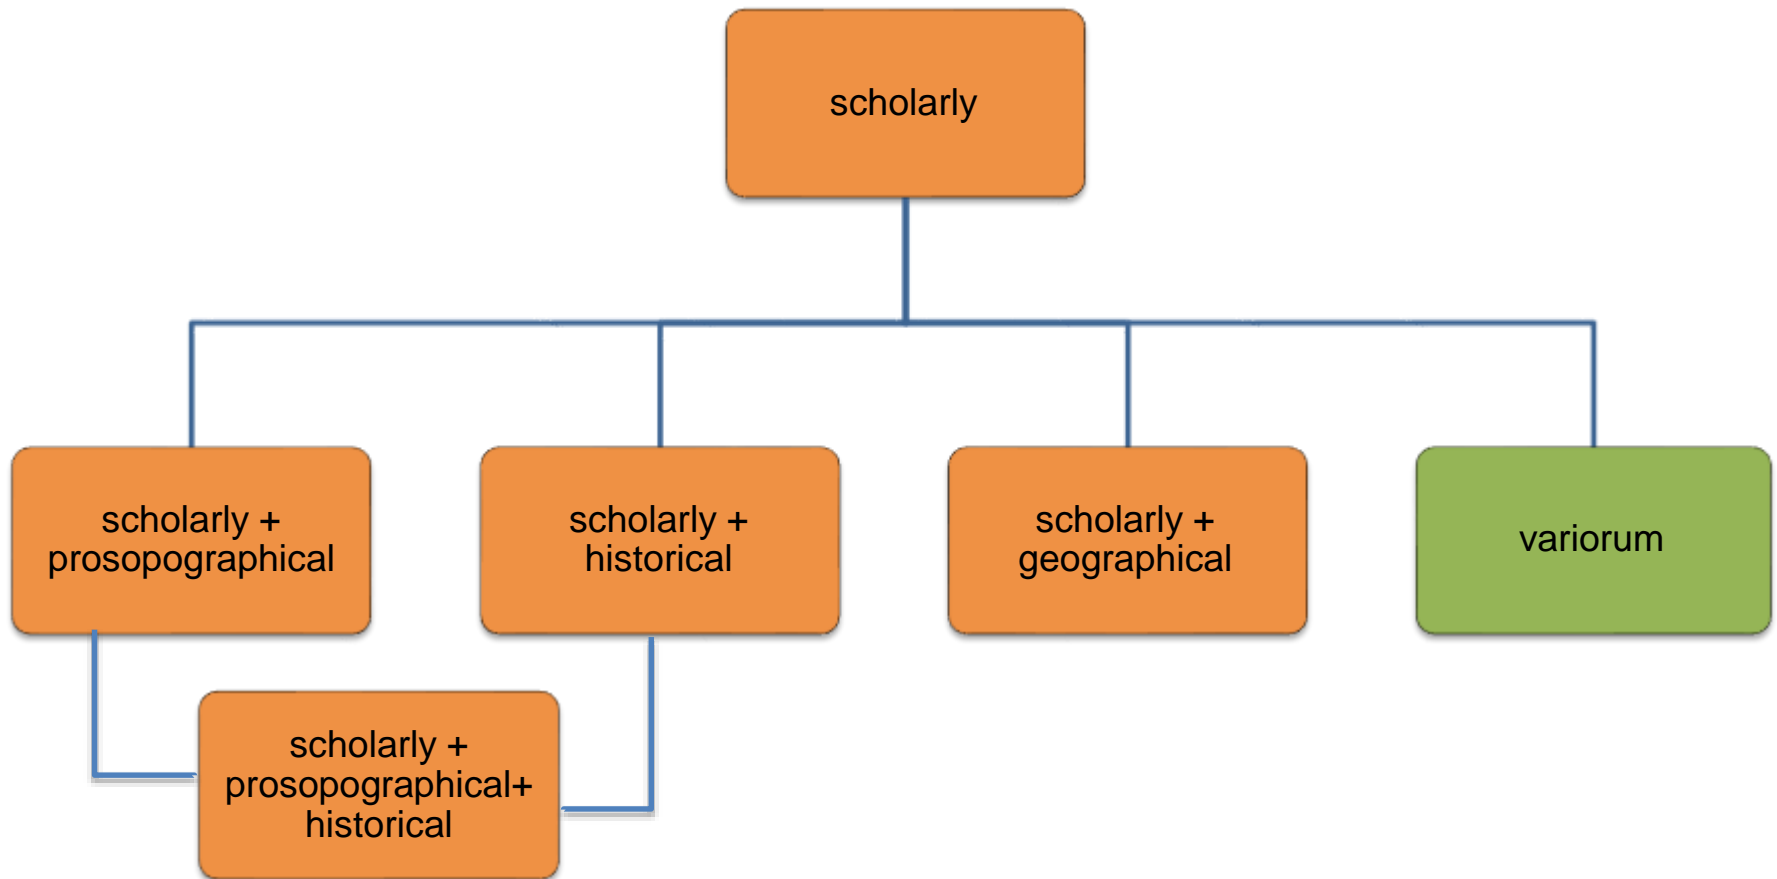 scholarly
scholarly +
prosopographical
scholarly +
historical
scholarly +
geographical
variorum
scholarly +
prosopographical+
historical